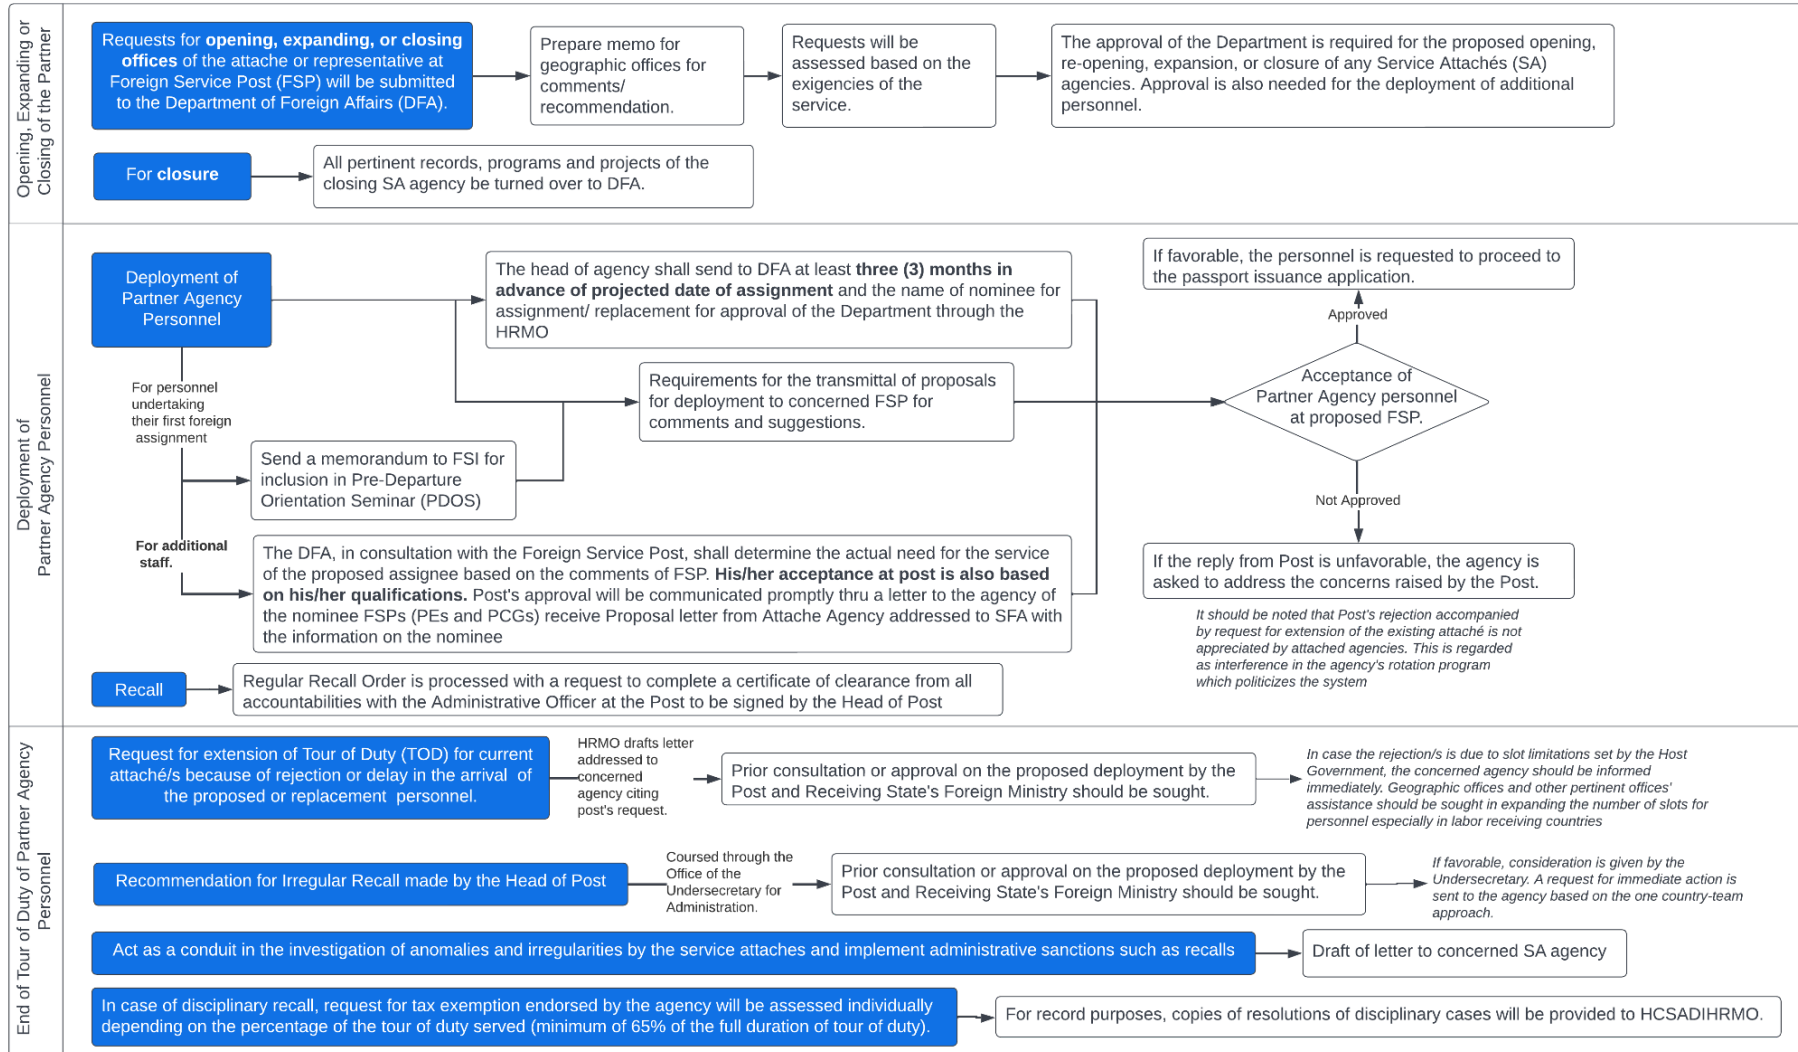 Opening, Expanding or
Closing of the Partner
Requests for opening, expanding, or closing
offices of the attache or representative at
Foreign Service Post (FSP) will be submitted
to the Department of Foreign Affairs (DFA).
Prepare memo for
geographic offices for
comments/
recommendation.
Requests will be
assessed based on the
exigencies of the
service.
The approval of the Department is required for the proposed opening,
re-opening, expansion, or closure of any Service Attachés (SA)
agencies. Approval is also needed for the deployment of additional
personnel.
For closure
All pertinent records, programs and projects of the
closing SA agency be turned over to DFA.
Deployment of
Partner Agency Personnel
Deployment of
Partner Agency
Personnel
The head of agency shall send to DFA at least three (3) months in
advance of projected date of assignment and the name of nominee for
assignment/ replacement for approval of the Department through the
HRMO
If favorable, the personnel is requested to proceed to
the passport issuance application.
Approved
For personnel
undertaking
their first foreign
assignment
Requirements for the transmittal of proposals
for deployment to concerned FSP for
comments and suggestions.
Acceptance of
Partner Agency personnel
at proposed FSP.
Send a memorandum to FSI for
inclusion in Pre-Departure
Orientation Seminar (PDOS)
Not Approved
For additional
staff.
The DFA, in consultation with the Foreign Service Post, shall determine the actual need for the service
of the proposed assignee based on the comments of FSP. His/her acceptance at post is also based
on his/her qualifications. Post's approval will be communicated promptly thru a letter to the agency of
the nominee FSPs (PEs and PCGs) receive Proposal letter from Attache Agency addressed to SFA with
the information on the nominee
If the reply from Post is unfavorable, the agency is
asked to address the concerns raised by the Post.
It should be noted that Post's rejection accompanied
by request for extension of the existing attaché is not
appreciated by attached agencies. This is regarded
as interference in the agency's rotation program
which politicizes the system
Recall
Regular Recall Order is processed with a request to complete a certificate of clearance from all
accountabilities with the Administrative Officer at the Post to be signed by the Head of Post
End of Tour of Duty of Partner Agency
Personnel
Request for extension of Tour of Duty (TOD) for current
attaché/s because of rejection or delay in the arrival of
the proposed or replacement personnel.
HRMO drafts letter
addressed to
concerned
agency citing
post's request.
Prior consultation or approval on the proposed deployment by the
Post and Receiving State's Foreign Ministry should be sought.
In case the rejection/s is due to slot limitations set by the Host
Government, the concerned agency should be informed
immediately. Geographic offices and other pertinent offices'
assistance should be sought in expanding the number of slots for
personnel especially in labor receiving countries
Recommendation for Irregular Recall made by the Head of Post
Coursed through the
Office of the
Undersecretary for
Administration.
Prior consultation or approval on the proposed deployment by the
Post and Receiving State's Foreign Ministry should be sought.
If favorable, consideration is given by the
Undersecretary. A request for immediate action is
sent to the agency based on the one country-team
approach.
Act as a conduit in the investigation of anomalies and irregularities by the service attaches and implement administrative sanctions such as recalls
Draft of letter to concerned SA agency
In case of disciplinary recall, request for tax exemption endorsed by the agency will be assessed individually
depending on the percentage of the tour of duty served (minimum of 65% of the full duration of tour of duty).
For record purposes, copies of resolutions of disciplinary cases will be provided to HCSADIHRMO.